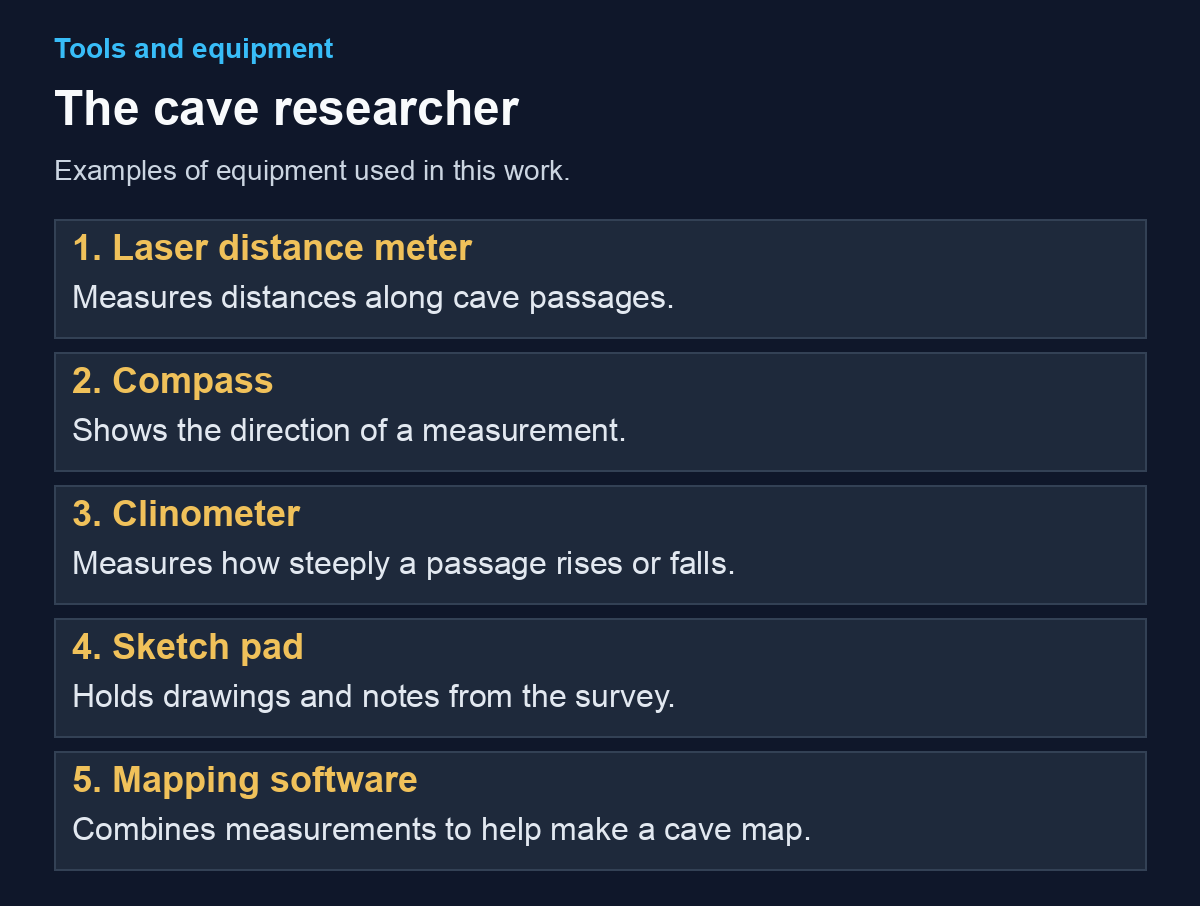 Tools and equipment
The cave researcher
Examples of equipment used in this work.
1. Laser distance meter
Measures distances along cave passages.
2. Compass
Shows the direction of a measurement.
3. Clinometer
Measures how steeply a passage rises or falls.
4. Sketch pad
Holds drawings and notes from the survey.
5. Mapping software
Combines measurements to help make a cave map.